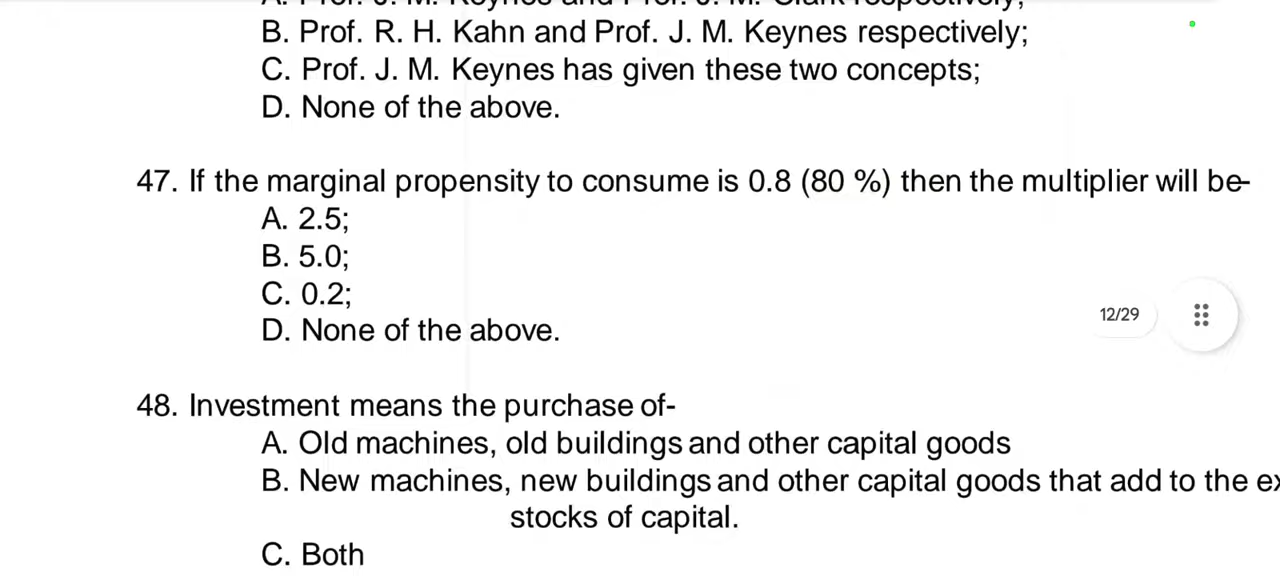 B. Prof. R. H. Kahn and Prof. J. M. Keynes respectively;
C. Prof. J. M. Keynes has given these two concepts;
D. None of the above.
47. If the marginal propensity to consume is 0.8 (80 %) then the multiplier will be-
A. 2.5;
B. 5.0;
C. 0.2;
D. None of the above.
12/29
48. Investment means the purchase of-
A. Old machines, old buildings and other capital goods
B. New machines, new buildings and other capital goods that add to the
stocks of capital.
C. Both